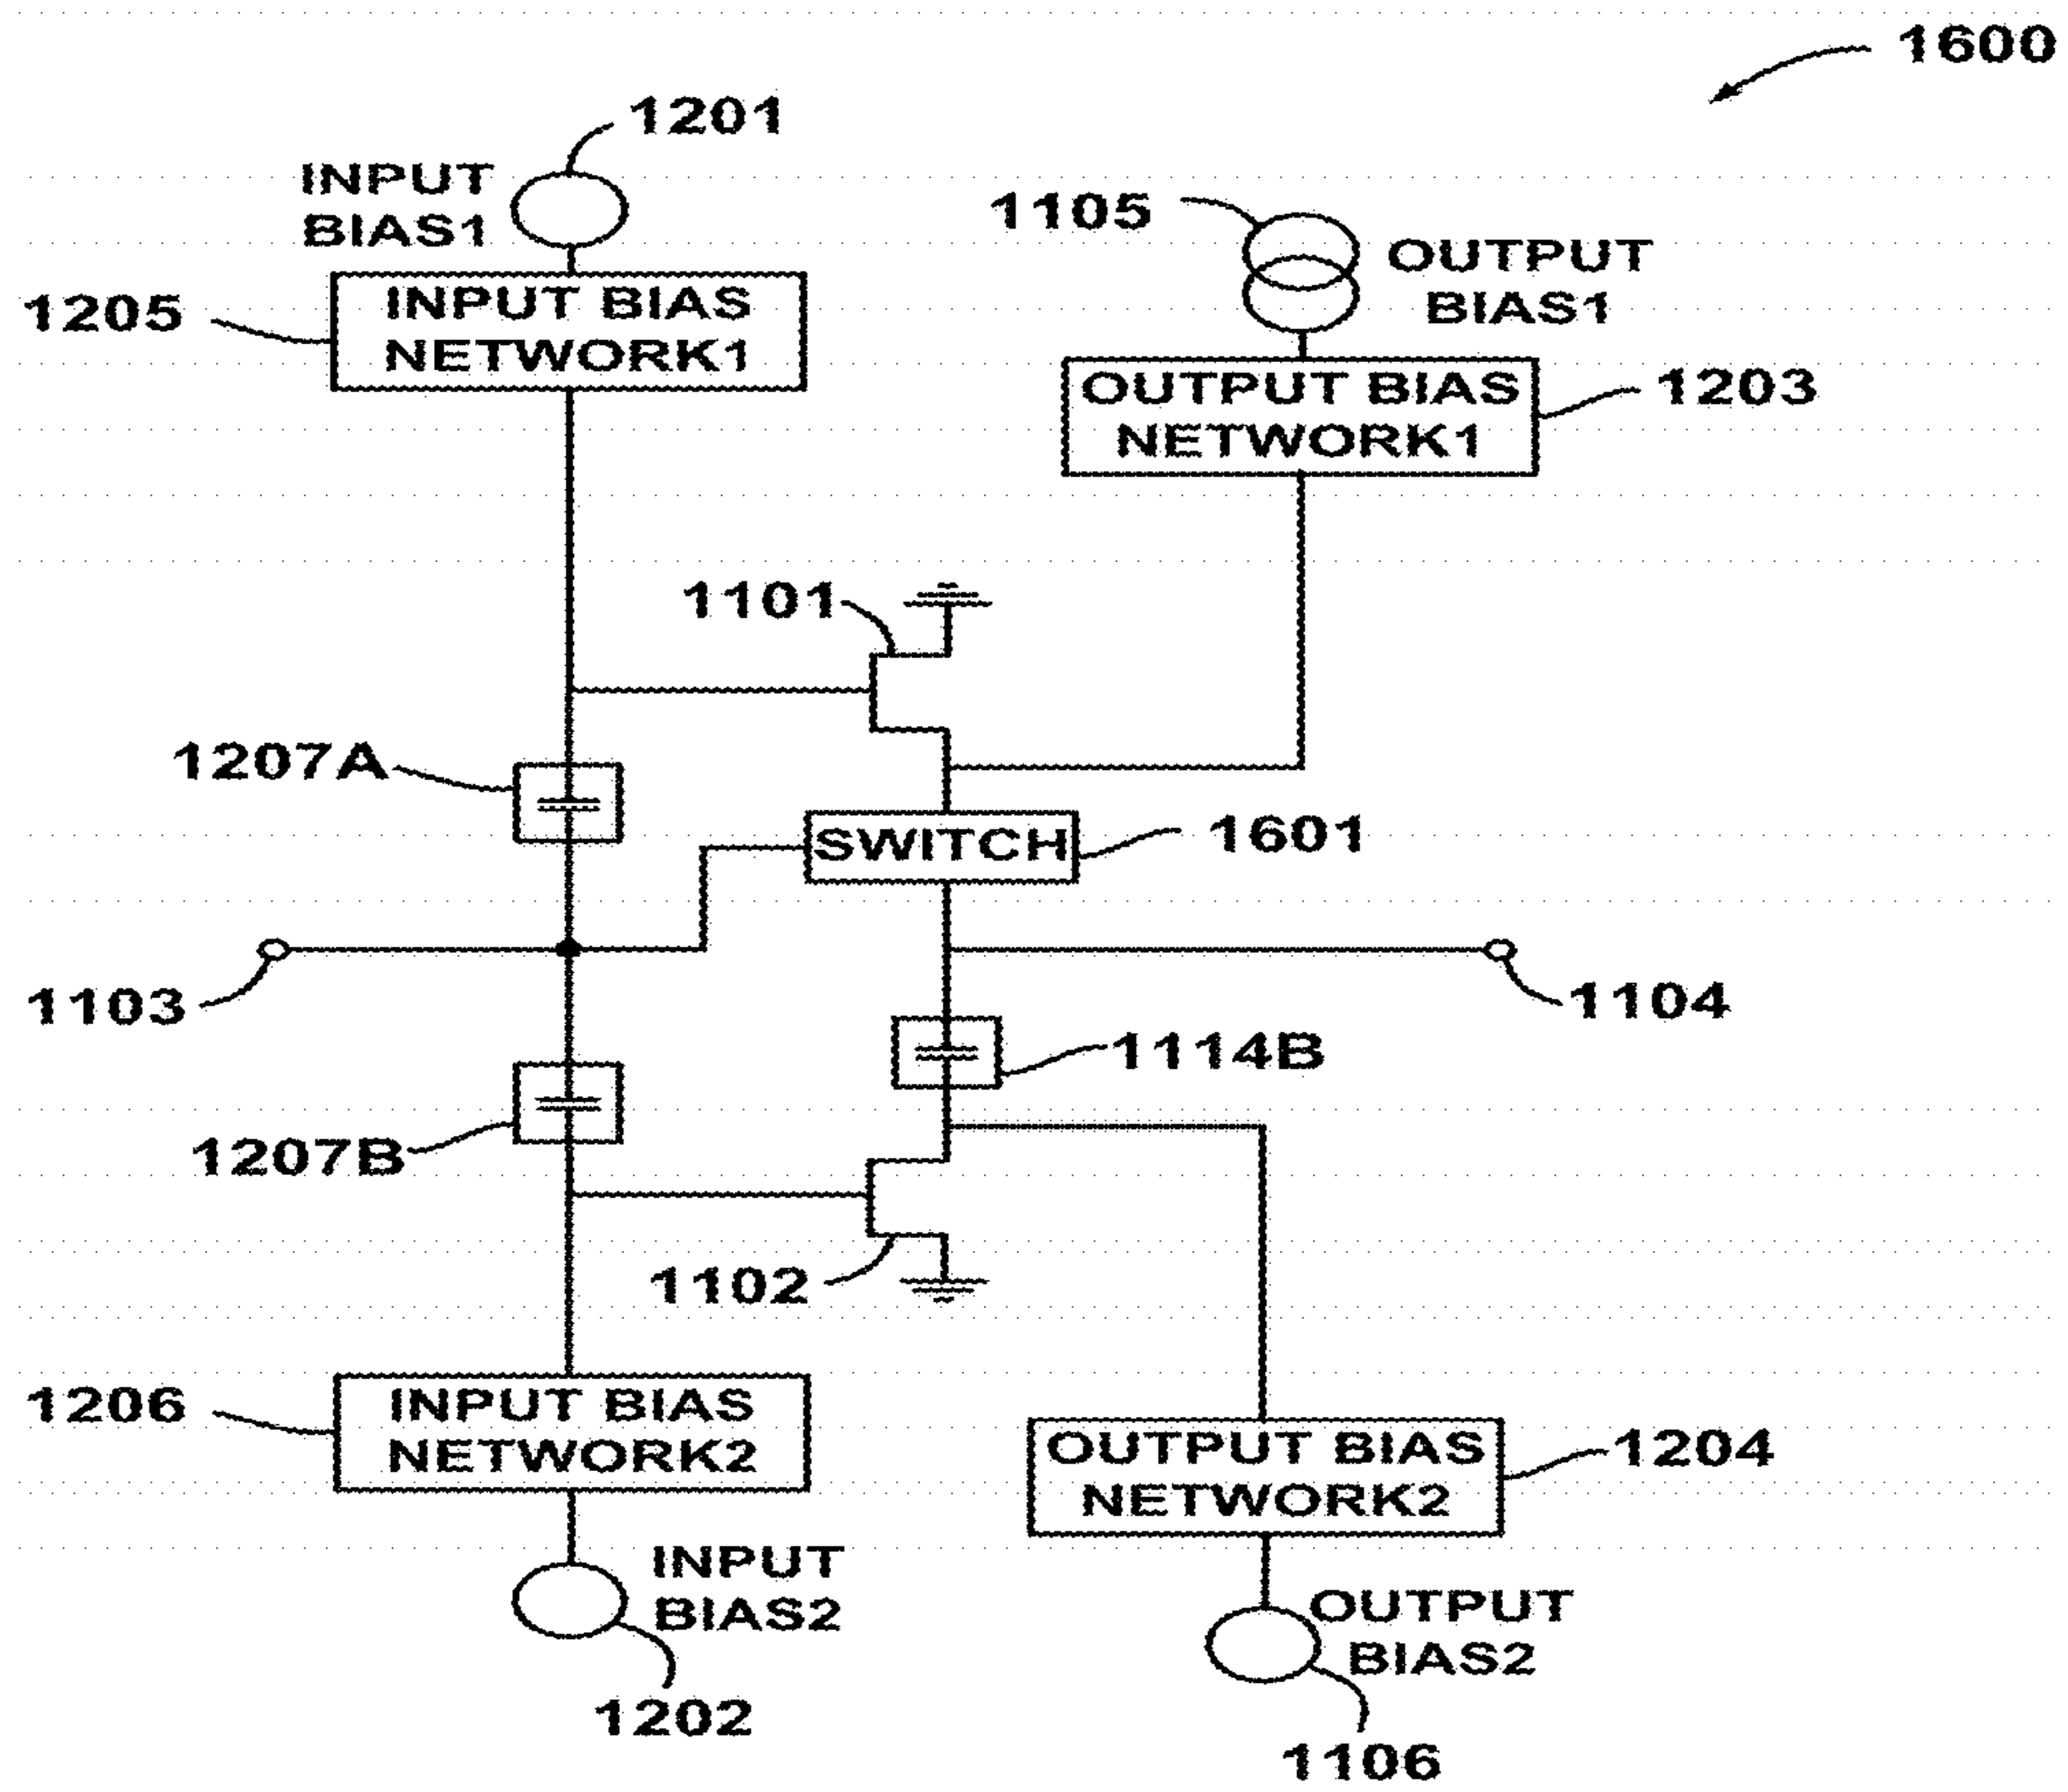 1600
1201
INPUT
BIAS1
1105
OUTPUT
BIAS1
1205
INPUT BIAS
NETWORK1
OUTPUT BIAS
NETWORK1
1203
1101
1207A
SWITCH
1601
1103
1104
1114B
1207B
1102
1206
INPUT BIAS
NETWORK2
OUTPUT BIAS
NETWORK2
1204
INPUT
BIAS2
OUTPUT
BIAS2
1202
1106